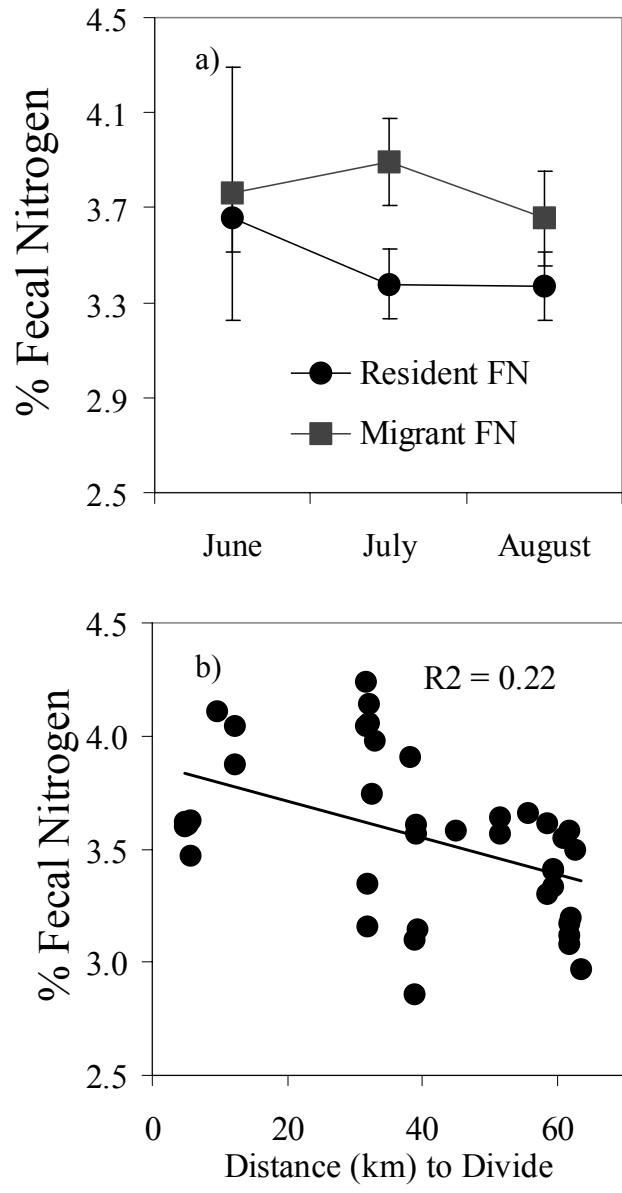 4.5
a)
4.1
3.7
3.3
2.9
2.5
% Fecal Nitrogen
Resident FN
Migrant FN
June July August
4.5
b)
R2 = 0.22
4.0
3.5
3.0
2.5
% Fecal Nitrogen
0 20 40 60
Distance (km) to Divide